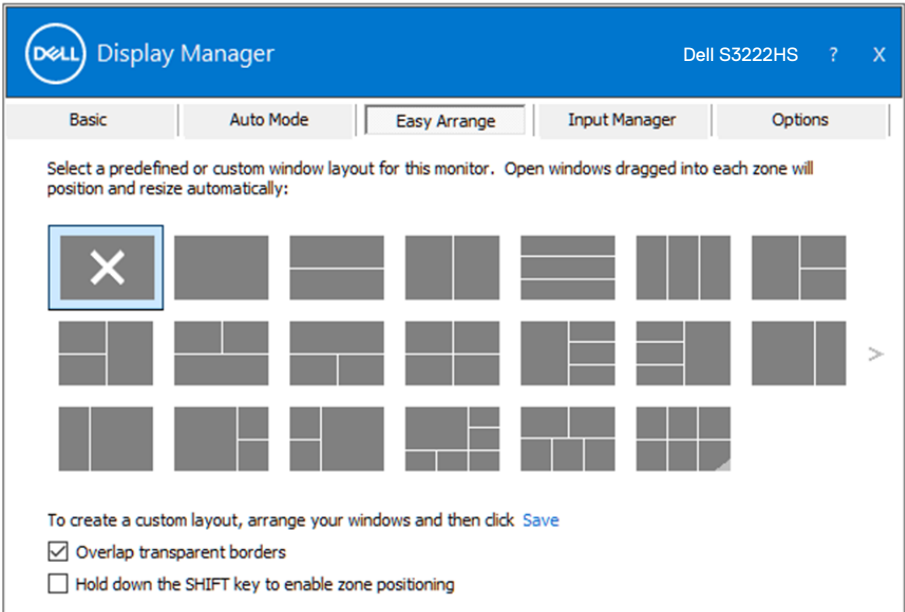 DELL Display Manager Dell S3222HS ? X
Basic Auto Mode Easy Arrange Input Manager Options
Select a predefined or custom window layout for this monitor. Open windows dragged into each zone will
position and resize automatically:
>
To create a custom layout, arrange your windows and then click Save
Overlap transparent borders
Hold down the SHIFT key to enable zone positioning